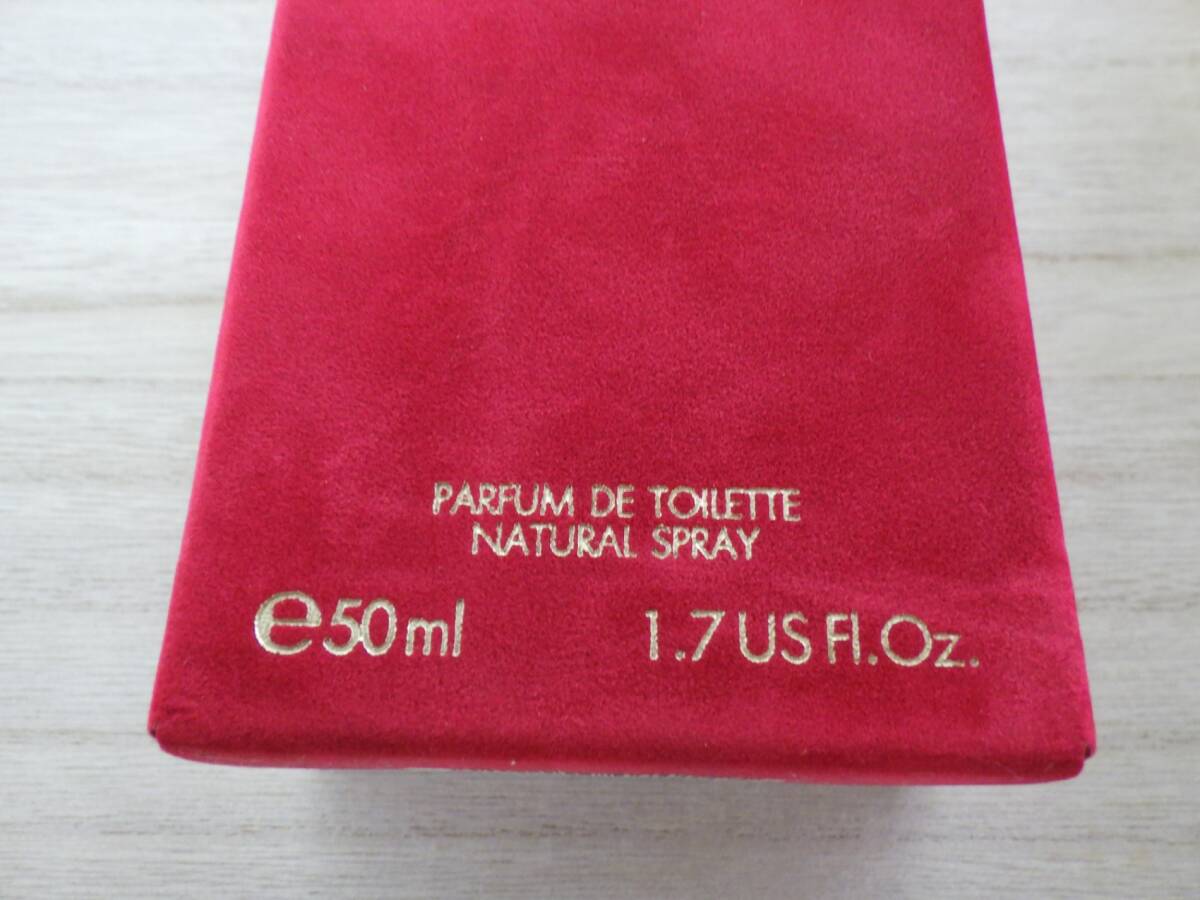 PARFUM DE TOILETTE
NATURAL SPRAY
℮50ml 1.7 US Fl.Oz.